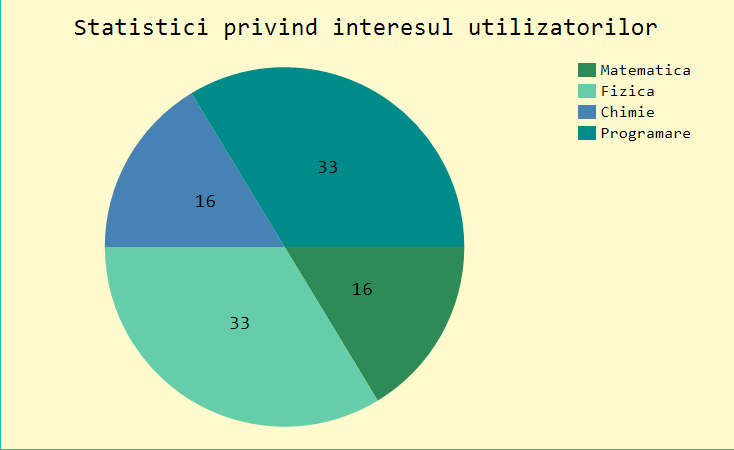 Statistici privind interesul utilizatorilor
Matematica
Fizica
Chimie
Programare
33
16
16
33